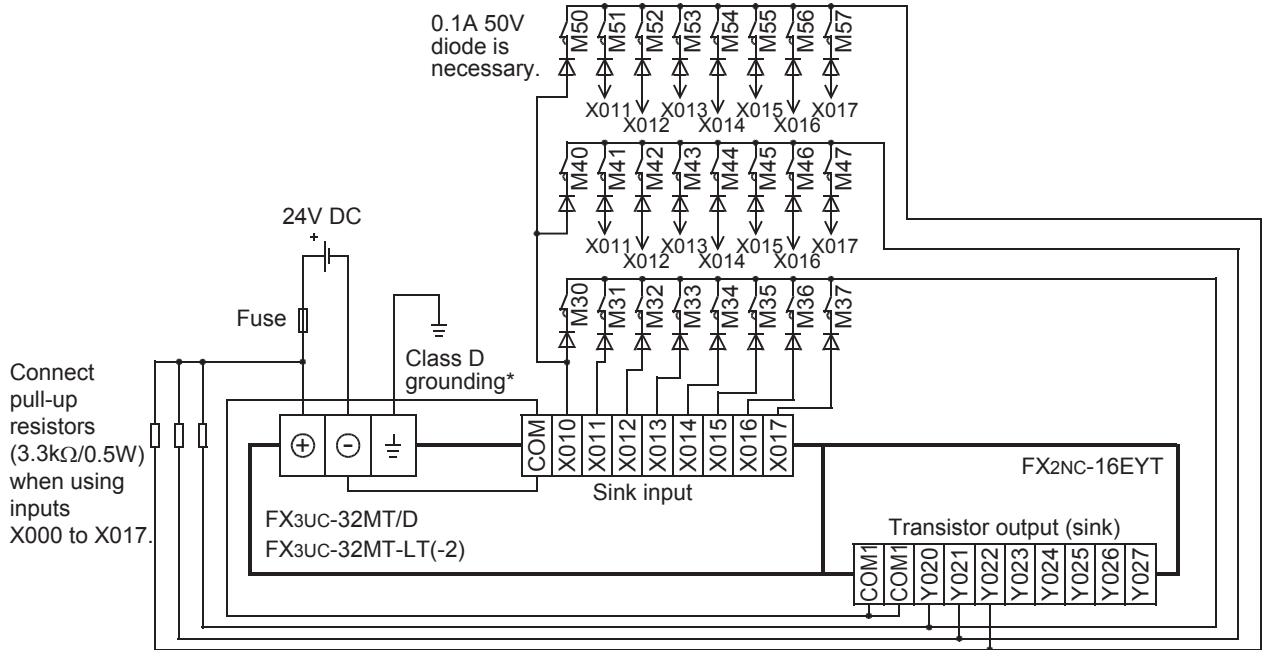 0.1A 50V
diode is
necessary.
M50 M51 M52 M53 M54 M55 M56 M57
X011 X013 X015 X017
X012 X014 X016
M40 M41 M42 M43 M44 M45 M46 M47
X011 X013 X015 X017
X012 X014 X016
24V DC
+
M30 M31 M32 M33 M34 M35 M36 M37
Fuse
Class D
grounding*
Connect
pull-up
resistors
(3.3kΩ/0.5W)
when using
inputs
X000 to X017.
+ -
COM X010 X011 X012 X013 X014 X015 X016 X017
Sink input
FX2NC-16EYT
FX3UC-32MT/D
FX3UC-32MT-LT(-2)
Transistor output (sink)
COM1 COM1 Y020 Y021 Y022 Y023 Y024 Y025 Y026 Y027